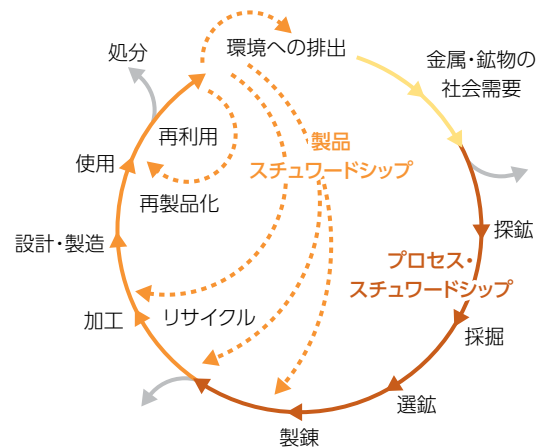 環境への排出
金属・鉱物の
社会需要
処分
再利用
使用
再製品化
製品
スチュワードシップ
設計・製造
探鉱
プロセス・
スチュワードシップ
加工
リサイクル
採掘
選鉱
製錬